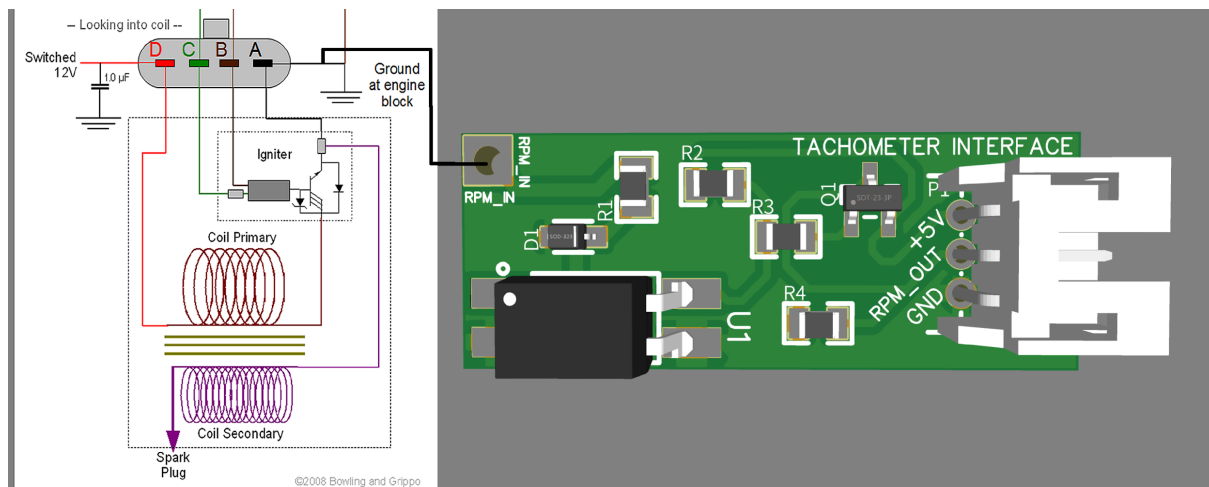 -- Looking into coil --
D
C
B
A
Switched
12V
1.0 µF
Ground
at engine
block
Igniter
Coil Primary
Coil Secondary
Spark
Plug
©2008 Bowling and Grippo
TACHOMETER INTERFACE
RPM_IN
RPM_IN
R1
R2
R3
R4
D1
SOD-323
Q1
SOT-23 3P
P1
+5V
RPM_OUT
GND
U1